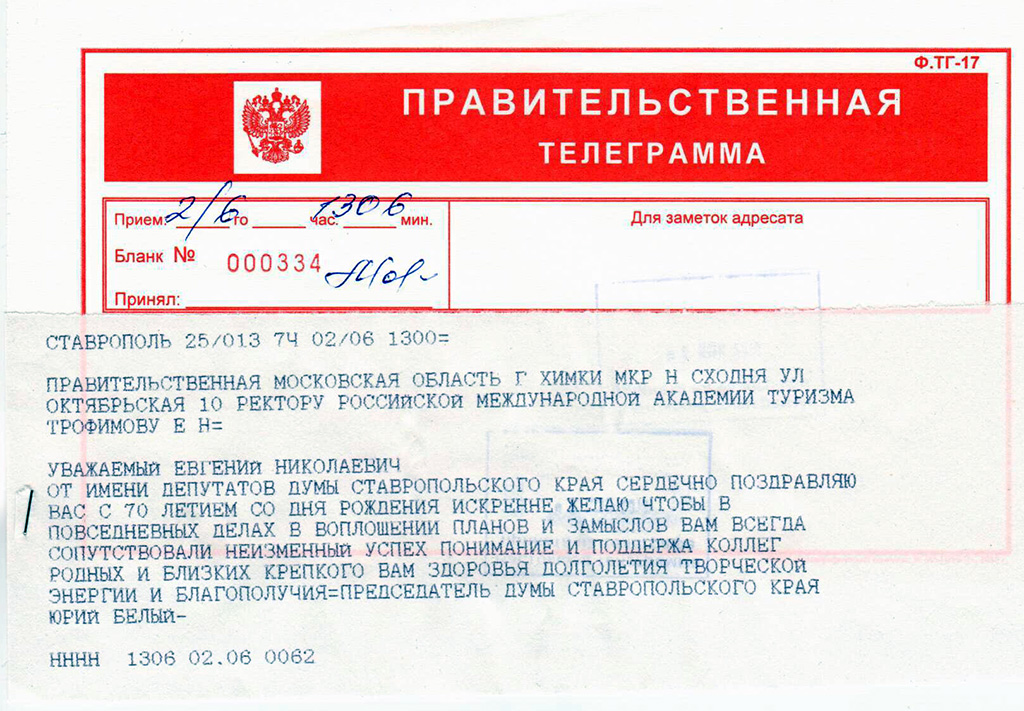 Ф.ТГ-17
ПРАВИТЕЛЬСТВЕННАЯ
ТЕЛЕГРАММА
Прием: 2/6 го 1306 час. мин.
Для заметок адресата
Бланк № 000334
Принял:
СТАВРОПОЛЬ 25/013 7Ч 02/06 1300=
ПРАВИТЕЛЬСТВЕННАЯ МОСКОВСКАЯ ОБЛАСТЬ Г ХИМКИ МКР Н СХОДНЯ УЛ
ОКТЯБРЬСКАЯ 10 РЕКТОРУ РОССИЙСКОЙ МЕЖДУНАРОДНОЙ АКАДЕМИИ ТУРИЗМА
ТРОФИМОВУ Е Н=
УВАЖАЕМЫЙ ЕВГЕНИЙ НИКОЛАЕВИЧ
ОТ ИМЕНИ ДЕПУТАТОВ ДУМЫ СТАВРОПОЛЬСКОГО КРАЯ СЕРДЕЧНО ПОЗДРАВЛЯЮ
ВАС С 70 ЛЕТИЕМ СО ДНЯ РОЖДЕНИЯ ИСКРЕННЕ ЖЕЛАЮ ЧТОБЫ В
ПОВСЕДНЕВНЫХ ДЕЛАХ В ВОПЛОШЕНИИ ПЛАНОВ И ЗАМЫСЛОВ ВАМ ВСЕГДА
СОПУТСТВОВАЛИ НЕИЗМЕННЫЙ УСПЕХ ПОНИМАНИЕ И ПОДДЕРЖА КОЛЛЕГ
РОДНЫХ И БЛИЗКИХ КРЕПКОГО ВАМ ЗДОРОВЬЯ ДОЛГОЛЕТИЯ ТВОРЧЕСКОЙ
ЭНЕРГИИ И БЛАГОПОЛУЧИЯ=ПРЕДСЕДАТЕЛЬ ДУМЫ СТАВРОПОЛЬСКОГО КРАЯ
ЮРИЙ БЕЛЫЙ-
НННН 1306 02.06 0062